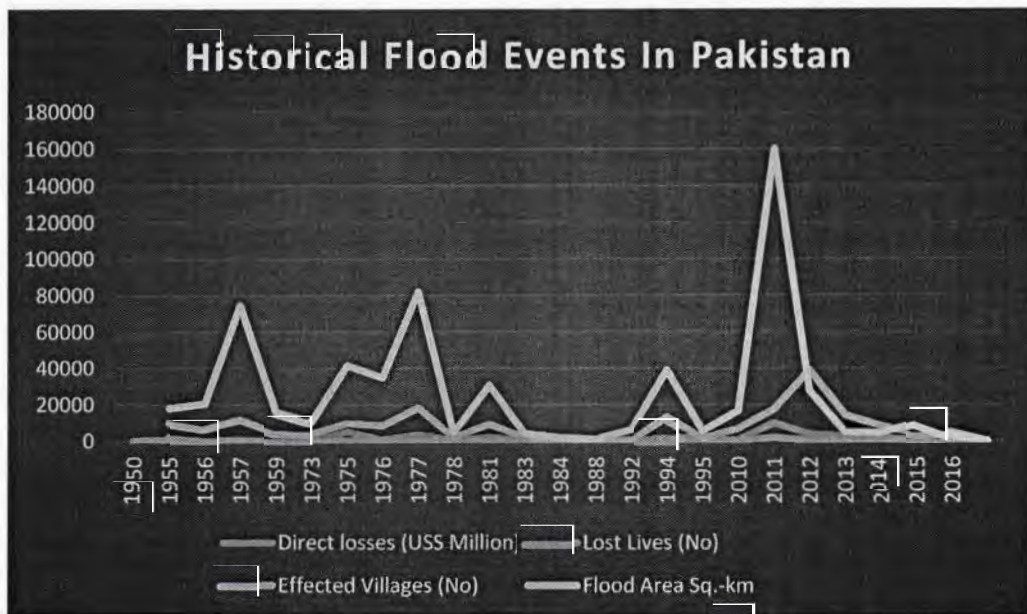 Historical Flood Events In Pakistan
180000
160000
140000
120000
100000
80000
60000
40000
20000
0
1950 1955 1956 1957 1959 1973 1975 1976 1977 1978 1981 1983 1984 1988 1992 1994 1995 2010 2011 2012 2013 2014 2015 2016
Direct losses (US$ Million) Lost Lives (No)
Effected Villages (No) Flood Area Sq.-km